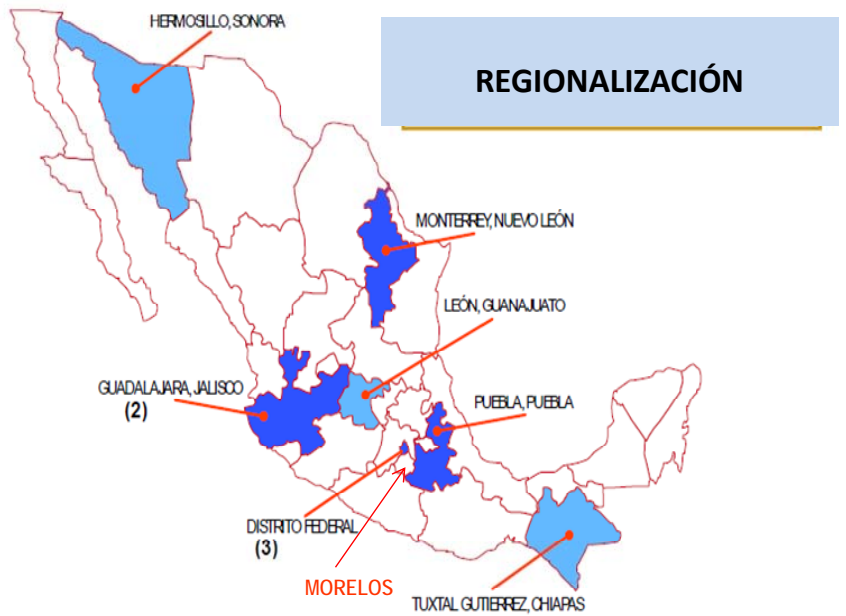 HERMOSILLO, SONORA
REGIONALIZACIÓN
MONTERREY, NUEVO LEÓN
LEÓN, GUANAJUATO
GUADALAJARA, JALISCO
(2)
PUEBLA, PUEBLA
DISTRITO FEDERAL
(3)
MORELOS
TUXTAL GUTIERREZ, CHIAPAS